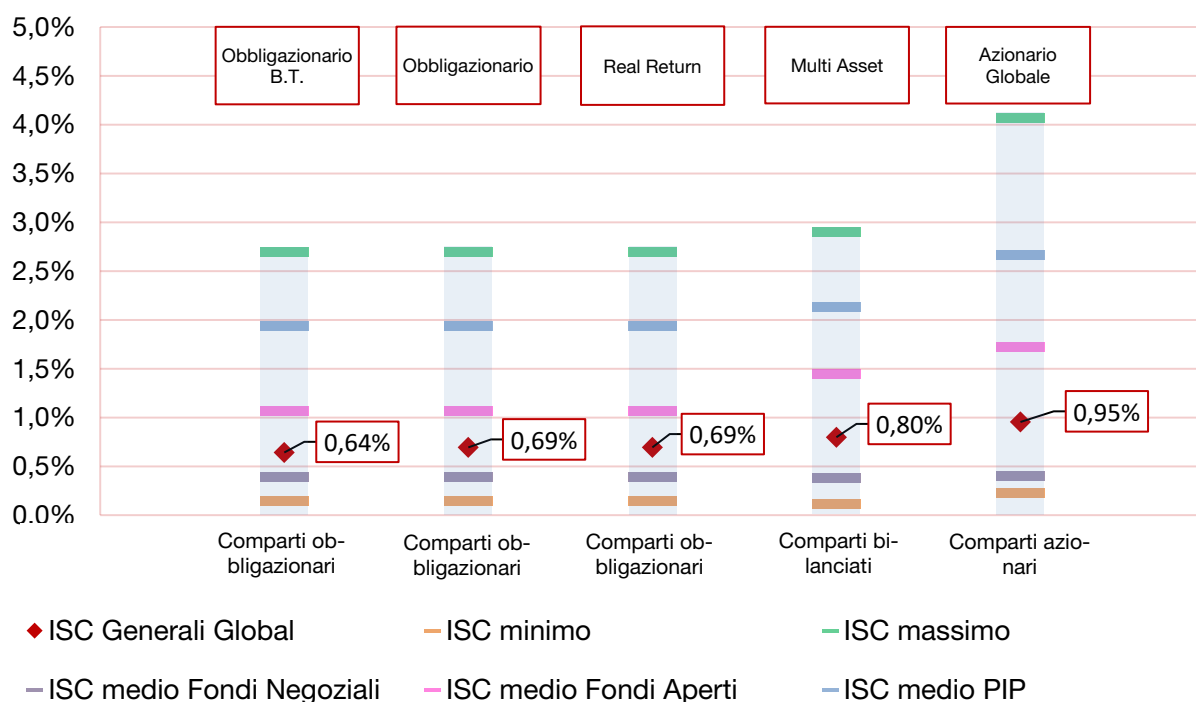 5,0%
4,5%
4,0%
3,5%
3,0%
2,5%
2,0%
1,5%
1,0%
0,5%
0,0%
Obbligazionario
B.T.
Obbligazionario
Real Return
Multi Asset
Azionario
Globale
0,64%
0,69%
0,69%
0,80%
0,95%
Comparti ob-
bligazionari
Comparti ob-
bligazionari
Comparti ob-
bligazionari
Comparti bi-
lanciati
Comparti azio-
nari
ISC Generali Global
ISC minimo
ISC massimo
ISC medio Fondi Negoziali
ISC medio Fondi Aperti
ISC medio PIP